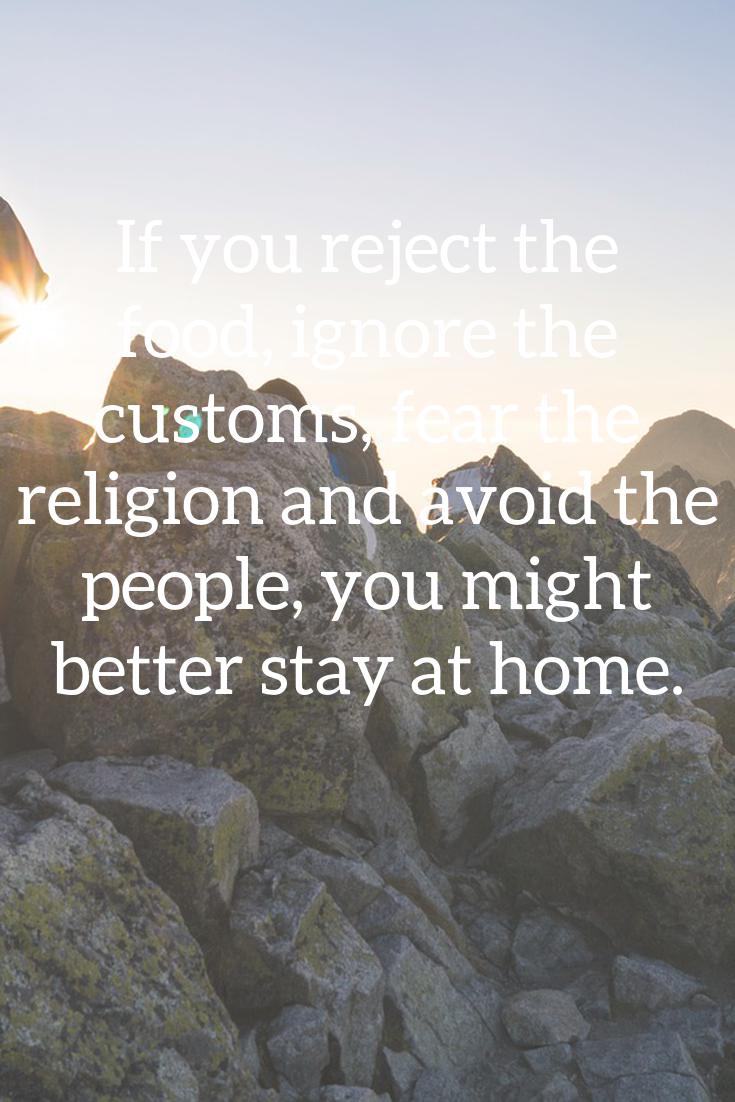 If you reject the
food, ignore the
customs, fear the
religion and avoid the
people, you might
better stay at home.